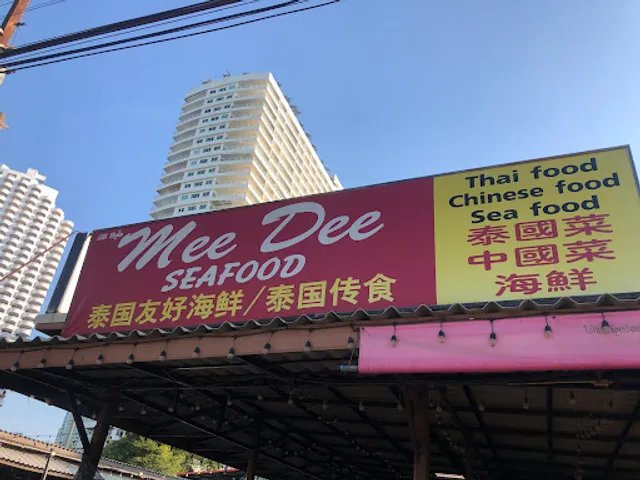 Mee Dee
SEAFOOD
泰国友好海鲜/泰国传食
Thai food
Chinese food
Sea food
泰國菜
中國菜
海鮮